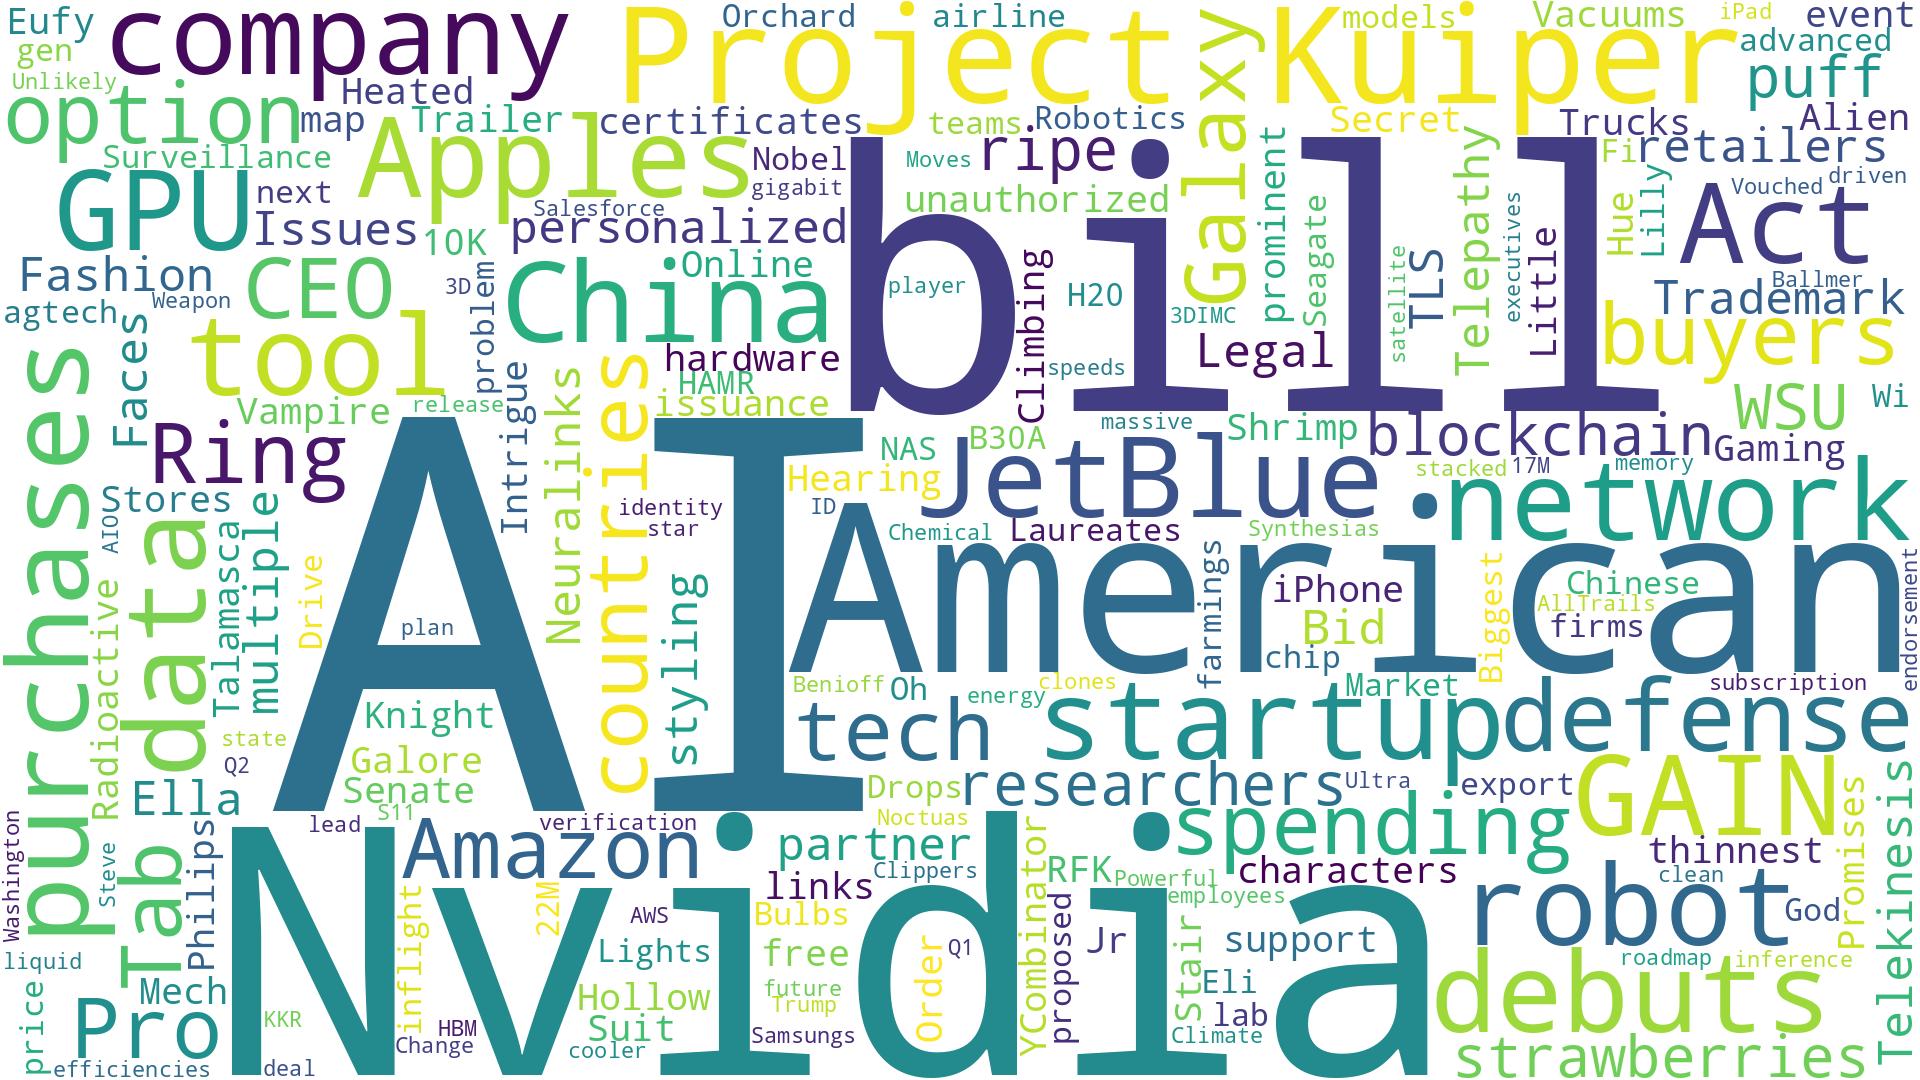 Eufy
company
Project
Orchard
airline
Galaxy
Kuiper
models
Vacuums
iPad
event
gen
Unlikely
advanced
option
Heated
puff
map
Trailer
certificates
teams
Robotics
Secret
Trucks
Alien
Surveillance
Apples
Nobel
Moves
ripe
bill
prominent
Telepathy
Fi
retailers
GPU
next
gigabit
unauthorized
Seagate
Hue
Lilly
Vouched
driven
Issues
10K
Salesforce
personalized
Act
Fashion
CEO
3D
problem
China
Online
player
Climbing
H2O
3DIMC
satellite
TLS
executives
Little
Ballmer
Trademark
agtech
Weapon
Faces
tool
hardware
speeds
Legal
buyers
purchases
Vampire
release
Intrigue
Neuralinks
countries
HAMR
issuance
massive
Shrimp
blockchain
WSU
Wi
Ring
AI
NAS
B30A
JetBlue
stacked
17M
memory
Gaming
Stores
AIO
data
Talamasca
multiple
Drive
identity
star
Hearing
ID
American
Chemical
Laureates
Synthesias
network
plan
styling
farmings
iPhone
Bid
chip
Biggest
Chinese
AllTrails
firms
endorsement
Radioactive
Knight
Benioff
Oh
energy
clones
Market
subscription
state
Q2
Galore
Senate
S11
tech
startup
defense
Ella
Steve
Drops
researchers
Ultra
export
GAIN
Promises
Telekinesis
Washington
Tab
Philips
lead
verification
Nvidia
Amazon
partner
Noctuas
YCombinator
spending
links
Clippers
RFK
Powerful
employees
characters
thinnest
clean
robot
God
liquid
Mech
inflight
22M
AWS
Bulbs
Lights
free
Order
Q1
proposed
Jr
Stair
support
roadmap
inference
price
Pro
KKR
Hollow
future
Trump
Eli
lab
debuts
HBM
Change
Suit
cooler
Samsungs
Climate
strawberries
efficiencies
deal